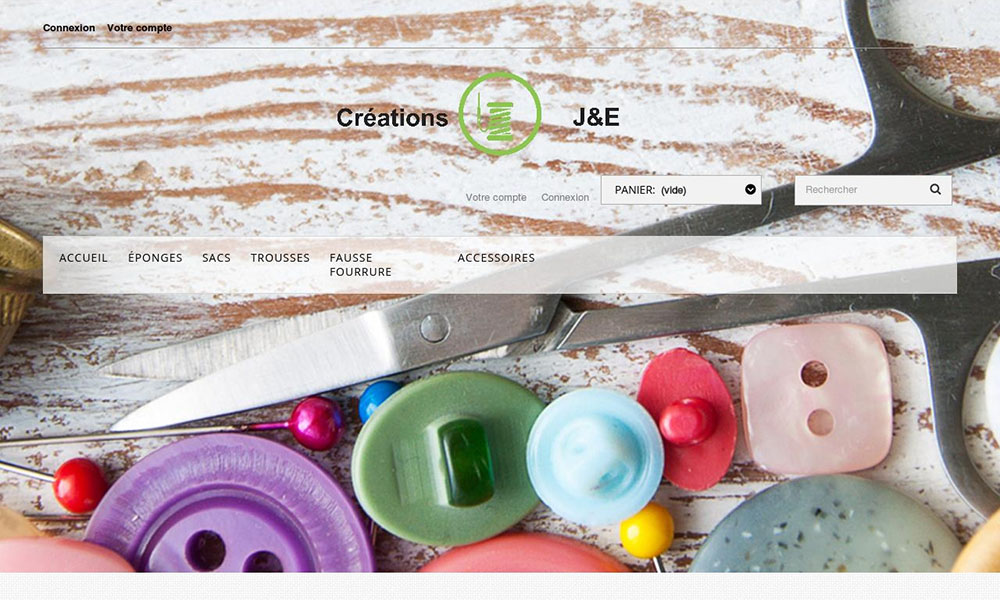 Connexion Votre compte
Créations J&E
Votre compte Connexion PANIER: (vide) Rechercher
ACCUEIL ÉPONGES SACS TROUSSES FAUSSE ACCESSOIRES
FOURRURE